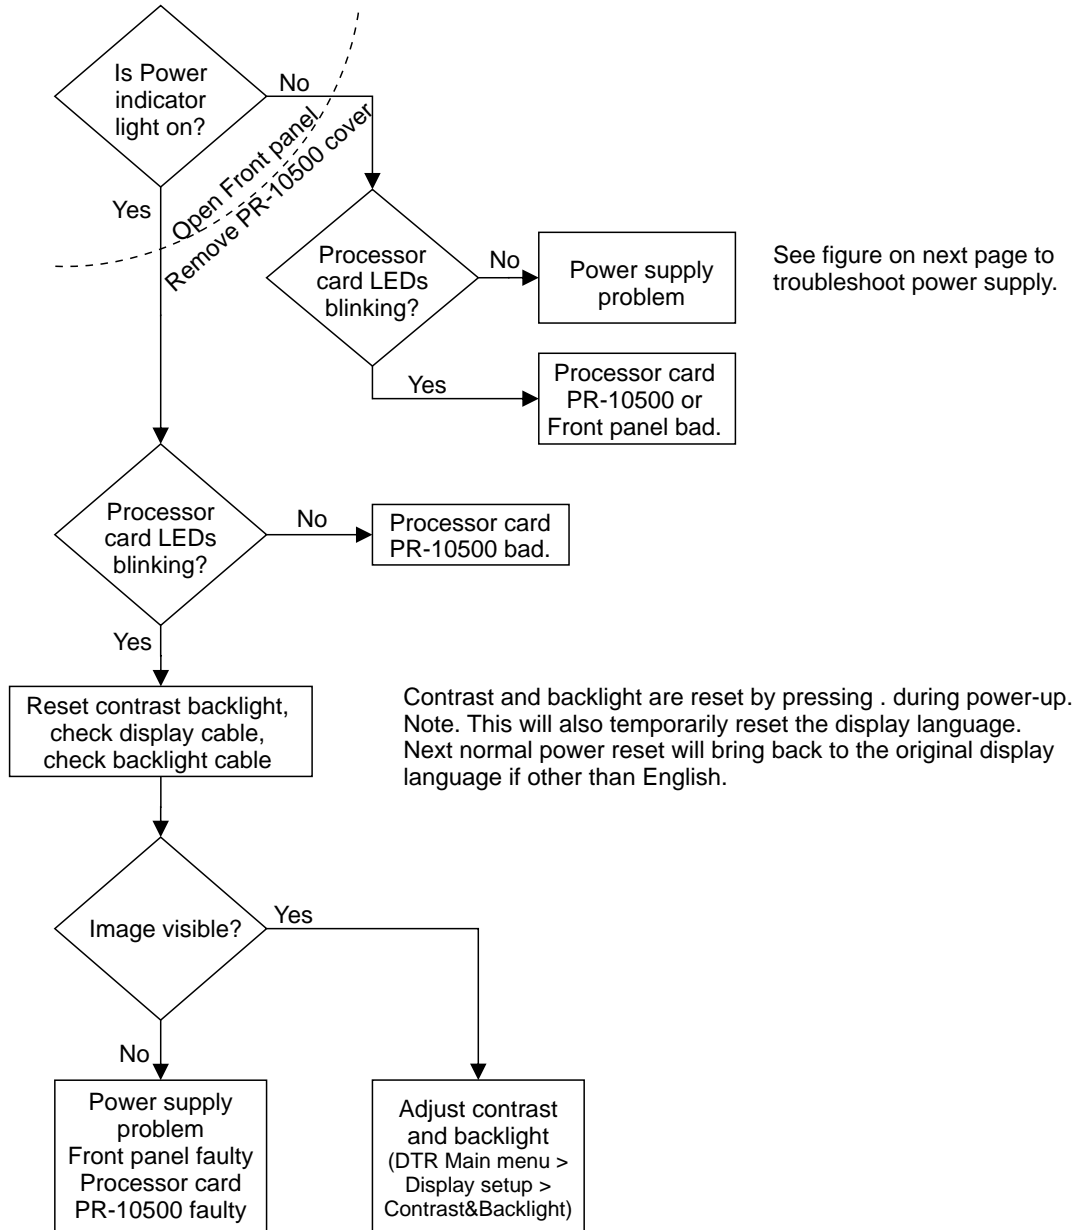 Is Power
indicator
light on?
No
Yes
Open Front panel
Remove PR-10500 cover
Processor
card LEDs
blinking?
No
Power supply
problem
See figure on next page to
troubleshoot power supply.
Yes
Processor card
PR-10500 or
Front panel bad.
Processor
card LEDs
blinking?
No
Processor card
PR-10500 bad.
Yes
Reset contrast backlight,
check display cable,
check backlight cable
Contrast and backlight are reset by pressing . during power-up.
Note. This will also temporarily reset the display language.
Next normal power reset will bring back to the original display
language if other than English.
Image visible?
Yes
No
Power supply
problem
Front panel faulty
Processor card
PR-10500 faulty
Adjust contrast
and backlight
(DTR Main menu >
Display setup >
Contrast&Backlight)